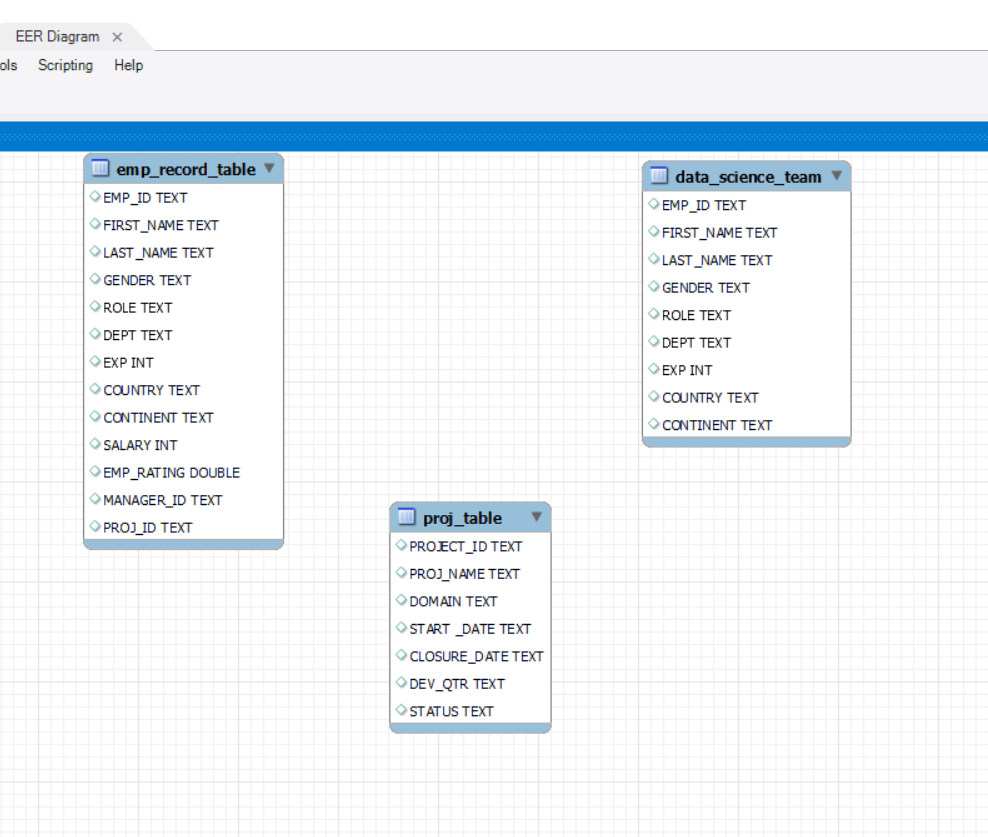 EER Diagram ×
ols Scripting Help
emp_record_table
EMP_ID TEXT
FIRST_NAME TEXT
LAST_NAME TEXT
GENDER TEXT
ROLE TEXT
DEPT TEXT
EXP INT
COUNTRY TEXT
CONTINENT TEXT
SALARY INT
EMP_RATING DOUBLE
MANAGER_ID TEXT
PROJ_ID TEXT
data_science_team
EMP_ID TEXT
FIRST_NAME TEXT
LAST_NAME TEXT
GENDER TEXT
ROLE TEXT
DEPT TEXT
EXP INT
COUNTRY TEXT
CONTINENT TEXT
proj_table
PROJECT_ID TEXT
PROJ_NAME TEXT
DOMAIN TEXT
START _DATE TEXT
CLOSURE_DATE TEXT
DEV_QTR TEXT
STATUS TEXT